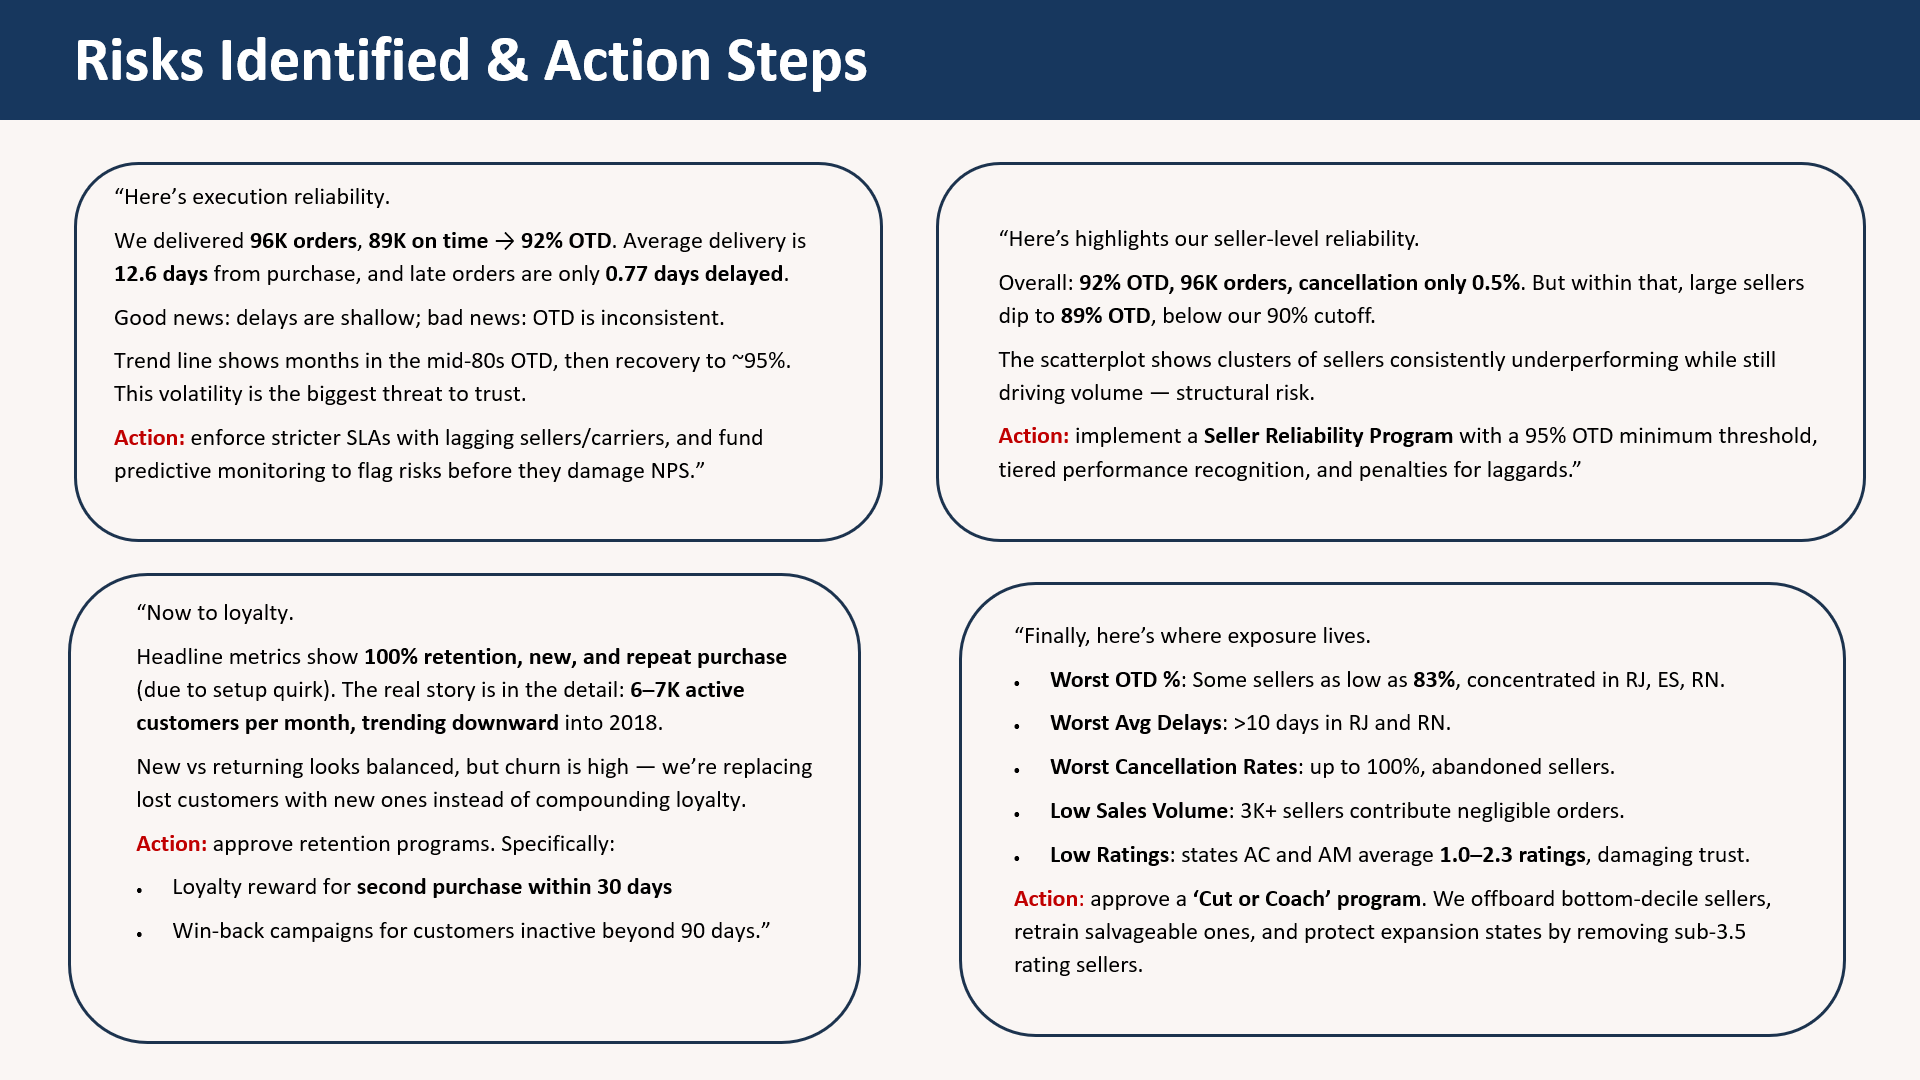 Risks Identified & Action Steps
“Here’s execution reliability.
We delivered 96K orders, 89K on time → 92% OTD. Average delivery is
12.6 days from purchase, and late orders are only 0.77 days delayed.
Good news: delays are shallow; bad news: OTD is inconsistent.
Trend line shows months in the mid-80s OTD, then recovery to ~95%.
This volatility is the biggest threat to trust.
Action: enforce stricter SLAs with lagging sellers/carriers, and fund
predictive monitoring to flag risks before they damage NPS.”
“Here’s highlights our seller-level reliability.
Overall: 92% OTD, 96K orders, cancellation only 0.5%. But within that, large sellers
dip to 89% OTD, below our 90% cutoff.
The scatterplot shows clusters of sellers consistently underperforming while still
driving volume — structural risk.
Action: implement a Seller Reliability Program with a 95% OTD minimum threshold,
tiered performance recognition, and penalties for laggards.”
“Now to loyalty.
Headline metrics show 100% retention, new, and repeat purchase
(due to setup quirk). The real story is in the detail: 6–7K active
customers per month, trending downward into 2018.
New vs returning looks balanced, but churn is high — we’re replacing
lost customers with new ones instead of compounding loyalty.
Action: approve retention programs. Specifically:
• Loyalty reward for second purchase within 30 days
• Win-back campaigns for customers inactive beyond 90 days.”
“Finally, here’s where exposure lives.
• Worst OTD %: Some sellers as low as 83%, concentrated in RJ, ES, RN.
• Worst Avg Delays: >10 days in RJ and RN.
• Worst Cancellation Rates: up to 100%, abandoned sellers.
• Low Sales Volume: 3K+ sellers contribute negligible orders.
• Low Ratings: states AC and AM average 1.0–2.3 ratings, damaging trust.
Action: approve a ‘Cut or Coach’ program. We offboard bottom-decile sellers,
retrain salvageable ones, and protect expansion states by removing sub-3.5
rating sellers.